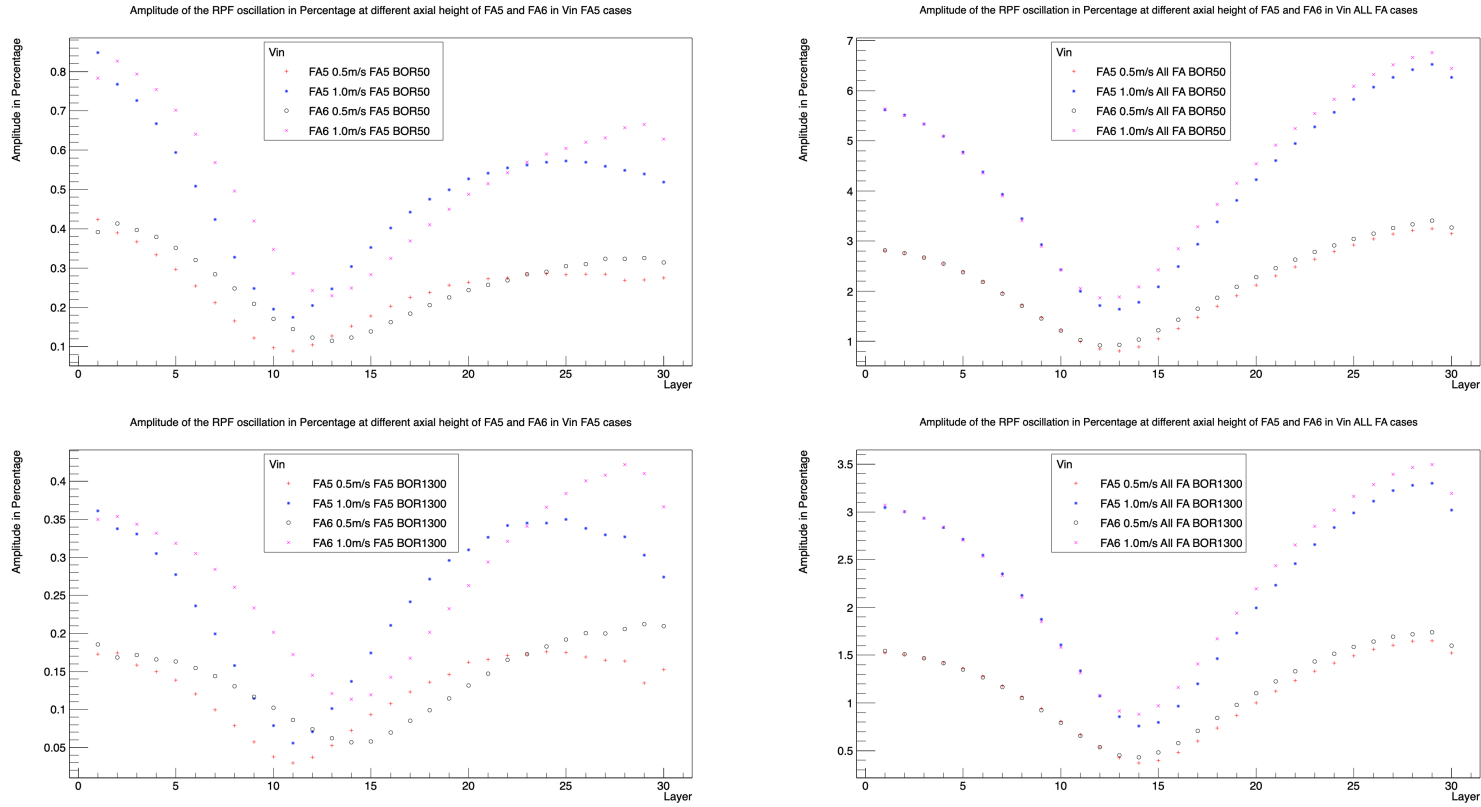 Amplitude of the RPF oscillation in Percentage at different axial height of FA5 and FA6 in Vin FA5 cases
Amplitude in Percentage
Vin
FA5 0.5m/s FA5 BOR50
FA5 1.0m/s FA5 BOR50
FA6 0.5m/s FA5 BOR50
FA6 1.0m/s FA5 BOR50
0.8
0.7
0.6
0.5
0.4
0.3
0.2
0.1
0 5 10 15 20 25 30
Layer
Amplitude of the RPF oscillation in Percentage at different axial height of FA5 and FA6 in Vin ALL FA cases
Amplitude in Percentage
Vin
FA5 0.5m/s All FA BOR50
FA5 1.0m/s All FA BOR50
FA6 0.5m/s All FA BOR50
FA6 1.0m/s All FA BOR50
7
6
5
4
3
2
1
0 5 10 15 20 25 30
Layer
Amplitude of the RPF oscillation in Percentage at different axial height of FA5 and FA6 in Vin FA5 cases
Amplitude in Percentage
Vin
FA5 0.5m/s FA5 BOR1300
FA5 1.0m/s FA5 BOR1300
FA6 0.5m/s FA5 BOR1300
FA6 1.0m/s FA5 BOR1300
0.4
0.35
0.3
0.25
0.2
0.15
0.1
0.05
0 5 10 15 20 25 30
Layer
Amplitude of the RPF oscillation in Percentage at different axial height of FA5 and FA6 in Vin ALL FA cases
Amplitude in Percentage
Vin
FA5 0.5m/s All FA BOR1300
FA5 1.0m/s All FA BOR1300
FA6 0.5m/s All FA BOR1300
FA6 1.0m/s All FA BOR1300
3.5
3
2.5
2
1.5
1
0.5
0 5 10 15 20 25 30
Layer